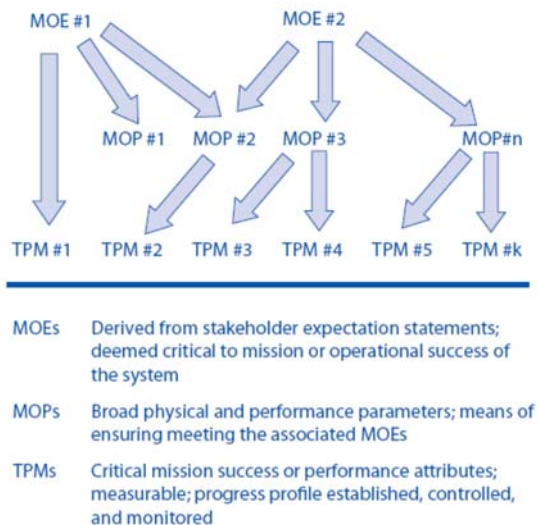 MOE #1 MOE #2
MOP #1 MOP #2 MOP #3 MOP#n
TPM #1 TPM #2 TPM #3 TPM #4 TPM #5 TPM #k
MOEs Derived from stakeholder expectation statements;
deemed critical to mission or operational success of
the system
MOPs Broad physical and performance parameters; means of
ensuring meeting the associated MOEs
TPMs Critical mission success or performance attributes;
measurable; progress profile established, controlled,
and monitored